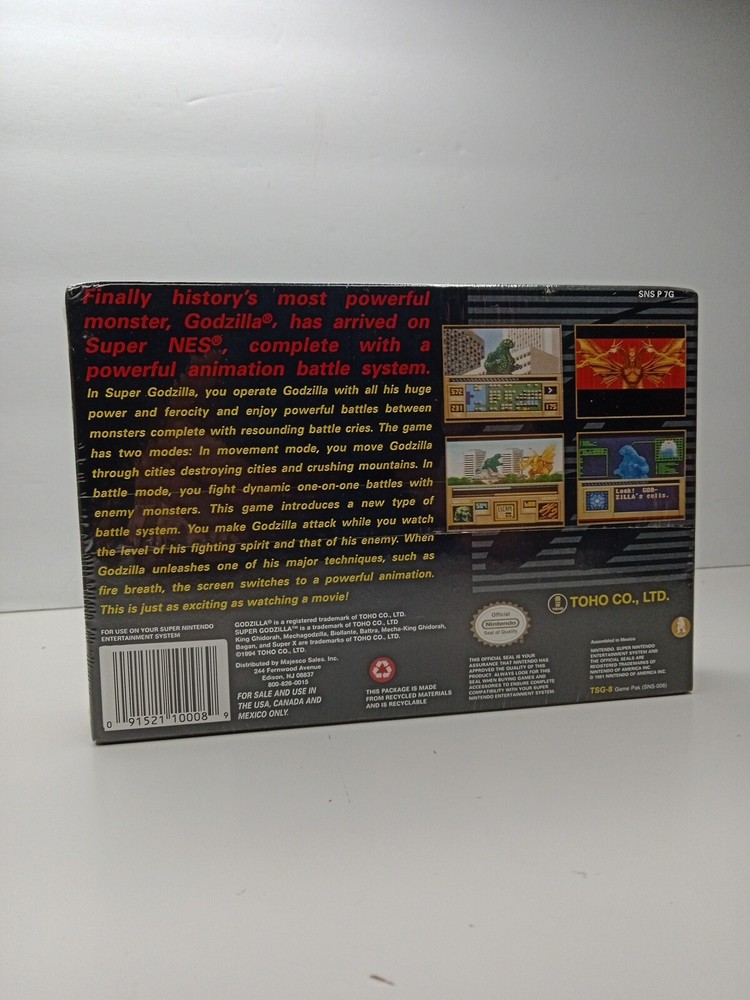 SNS P 7G
Finally history's most powerful
monster, Godzilla®, has arrived on
Super NES®, complete with a
powerful animation battle system.
In Super Godzilla, you operate Godzilla with all his huge
power and ferocity and enjoy powerful battles between
monsters complete with resounding battle cries. The game
has two modes: In movement mode, you move Godzilla
through cities destroying cities and crushing mountains. In
battle mode, you fight dynamic one-on-one battles with
enemy monsters. This game introduces a new type of
battle system. You make Godzilla attack while you watch
the level of his fighting spirit and that of his enemy. When
Godzilla unleashes one of his major techniques, such as
fire breath, the screen switches to a powerful animation.
This is just as exciting as watching a movie!
572
231
175
504
ESCAPE
Look! GOD-
ZILLA's cells.
FOR USE ON YOUR SUPER NINTENDO
ENTERTAINMENT SYSTEM
0 91521 10008 9
GODZILLA® is a registered trademark of TOHO CO., LTD.
SUPER GODZILLA™ is a trademark of TOHO CO., LTD
King Ghidorah, Mechagodzilla, Biollante, Battra, Mecha-King Ghidorah,
Bagan, and Super X are trademarks of TOHO CO., LTD.
©1994 TOHO CO., LTD.
Distributed by Majesco Sales, Inc.
244 Fernwood Avenue
Edison, NJ 08837
800-826-0015
FOR SALE AND USE IN
THE USA, CANADA AND
MEXICO ONLY.
THIS PACKAGE IS MADE
FROM RECYCLED MATERIALS
AND IS RECYCLABLE
Official
Nintendo
Seal of Quality
THIS OFFICIAL SEAL IS YOUR
ASSURANCE THAT NINTENDO HAS
APPROVED THE QUALITY OF THIS
PRODUCT. ALWAYS LOOK FOR THIS
SEAL WHEN BUYING GAMES AND
ACCESSORIES TO ENSURE COMPLETE
COMPATIBILITY WITH YOUR SUPER
NINTENDO ENTERTAINMENT SYSTEM.
TOHO CO., LTD.
Assembled in Mexico
NINTENDO, SUPER NINTENDO
ENTERTAINMENT SYSTEM AND
THE OFFICIAL SEALS ARE
REGISTERED TRADEMARKS OF
NINTENDO OF AMERICA INC.
© 1991 NINTENDO OF AMERICA INC.
TSG-8 Game Pak (SNS-006)